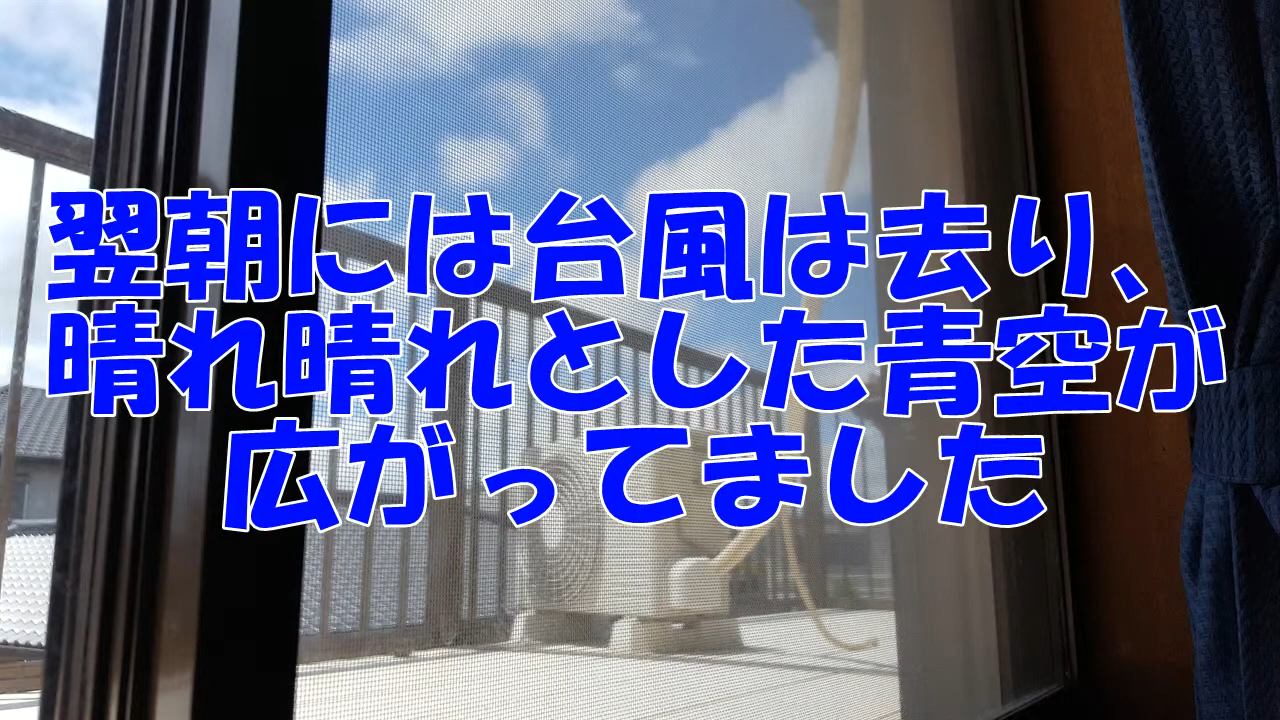 翌朝には台風は去り、
晴れ晴れとした青空が
広がってました